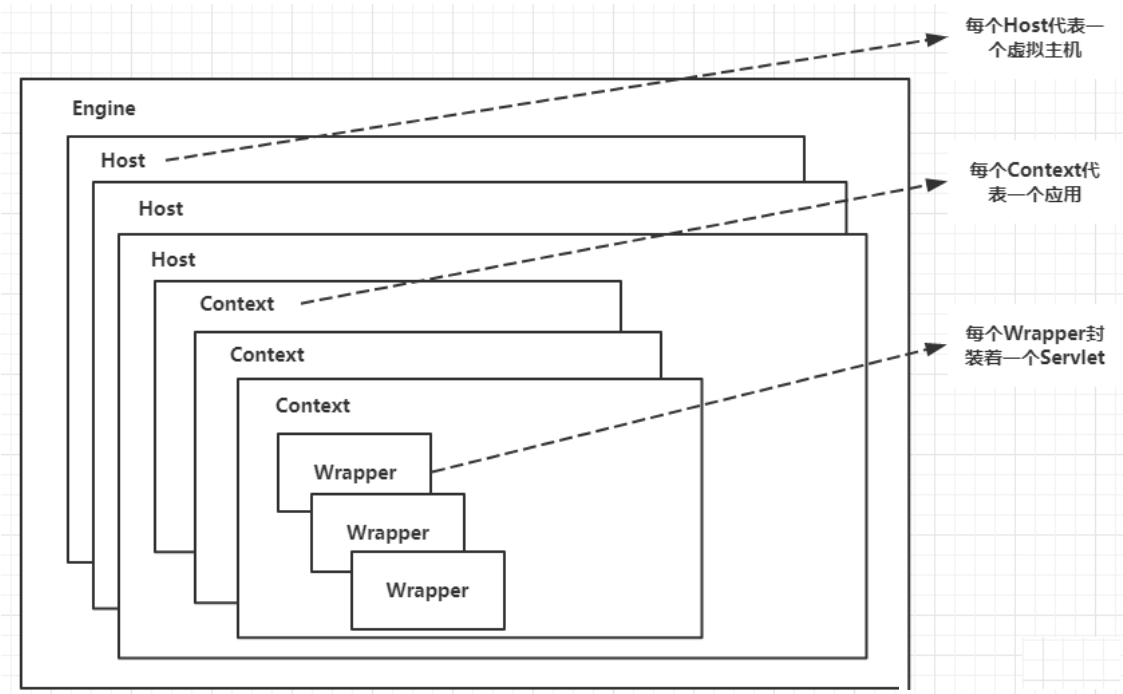 每个Host代表一
个虚拟主机
Engine
Host
每个Context代
表一个应用
Host
Host
Context
每个Wrapper封
装着一个Servlet
Context
Context
Wrapper
Wrapper
Wrapper